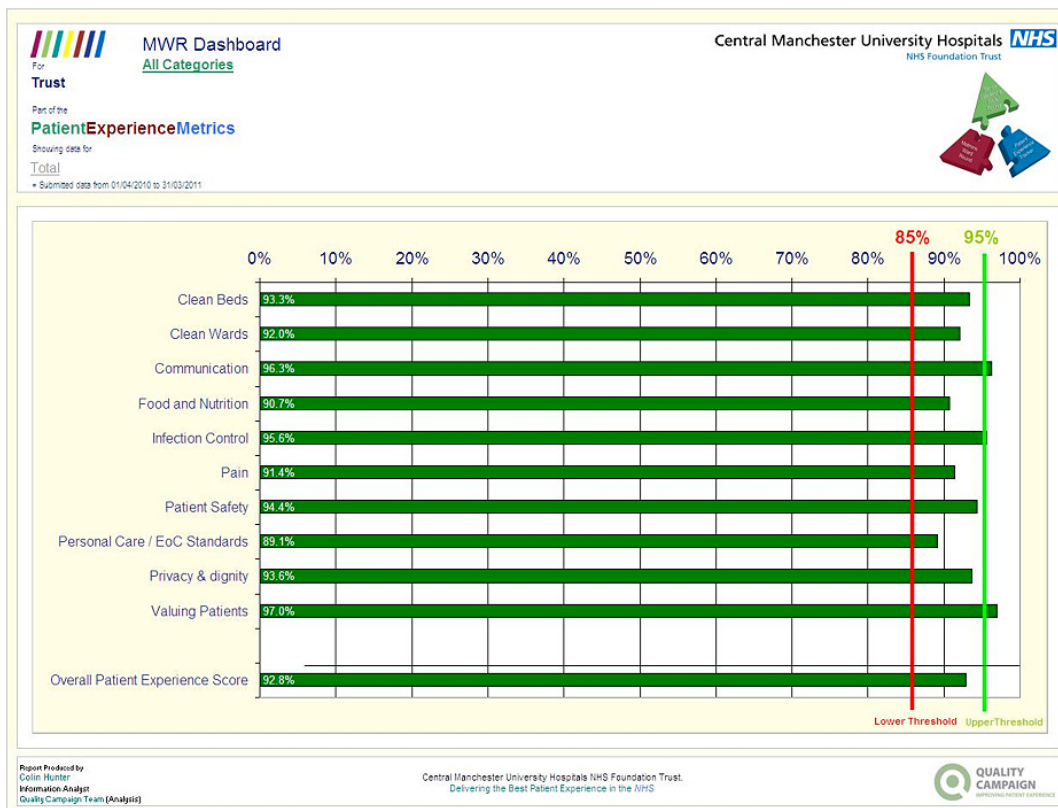 MWR Dashboard
All Categories
For
Trust
Part of the
PatientExperienceMetrics
Showing data for
Total
* Submitted data from 01/04/2010 to 31/03/2011
Central Manchester University Hospitals NHS
NHS Foundation Trust
85% 95%
0% 10% 20% 30% 40% 50% 60% 70% 80% 90% 100%
Clean Beds 93.3%
Clean Wards 92.0%
Communication 96.3%
Food and Nutrition 90.7%
Infection Control 95.6%
Pain 91.4%
Patient Safety 94.4%
Personal Care / EoC Standards 89.1%
Privacy & dignity 93.6%
Valuing Patients 97.0%
Overall Patient Experience Score 92.8%
Lower Threshold UpperThreshold
Report Produced by
Colin Hunter
Information Analyst
Quality Campaign Team (Analysis)
Central Manchester University Hospitals NHS Foundation Trust.
Delivering the Best Patient Experience in the NHS
QUALITY
CAMPAIGN
IMPROVING PATIENT EXPERIENCE